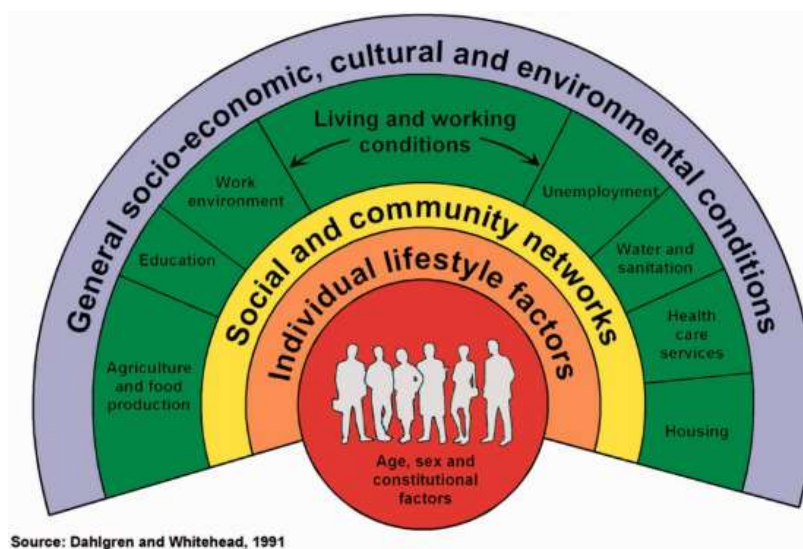 General socio-economic, cultural and environmental conditions
Living and working
conditions
Work
environment
Unemployment
Education
Water and
sanitation
Agriculture
and food
production
Health
care
services
Housing
Social and community networks
Individual lifestyle factors
Age, sex and
constitutional
factors
Source: Dahlgren and Whitehead, 1991